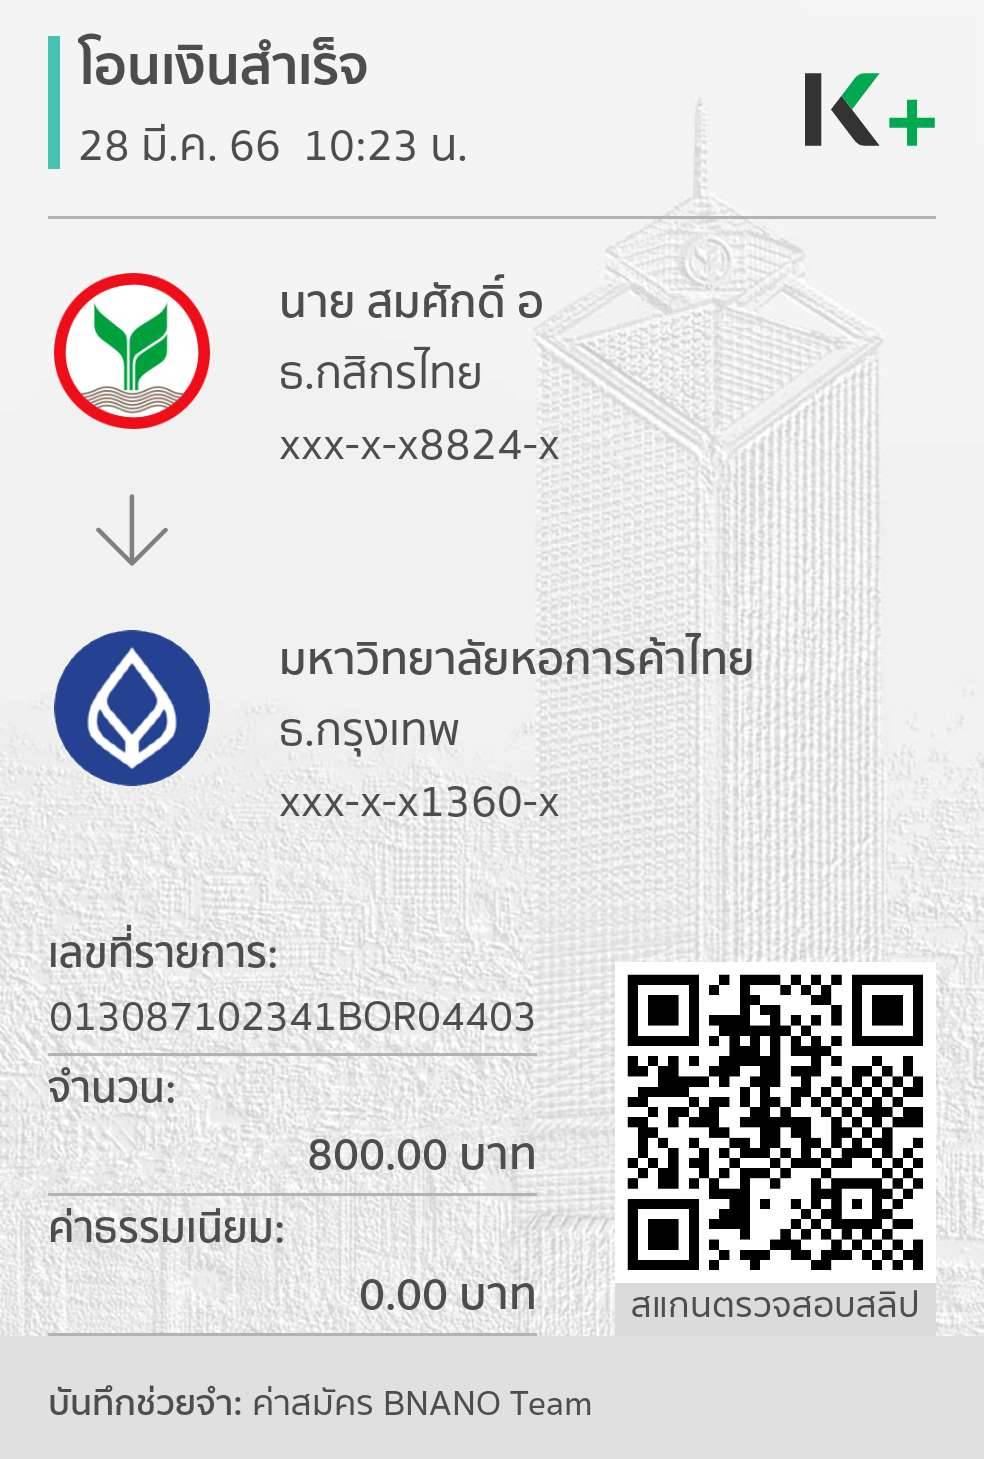 โอนเงินสำเร็จ
28 มี.ค. 66  10:23 น.
K+
นาย สมศักดิ์ อ
ธ.กสิกรไทย
xxx-x-x8824-x
มหาวิทยาลัยหอการค้าไทย
ธ.กรุงเทพ
xxx-x-x1360-x
เลขที่รายการ:
013087102341BOR04403
จำนวน:
800.00 บาท
ค่าธรรมเนียม:
0.00 บาท
สแกนตรวจสอบสลิป
บันทึกช่วยจำ: ค่าสมัคร BNANO Team